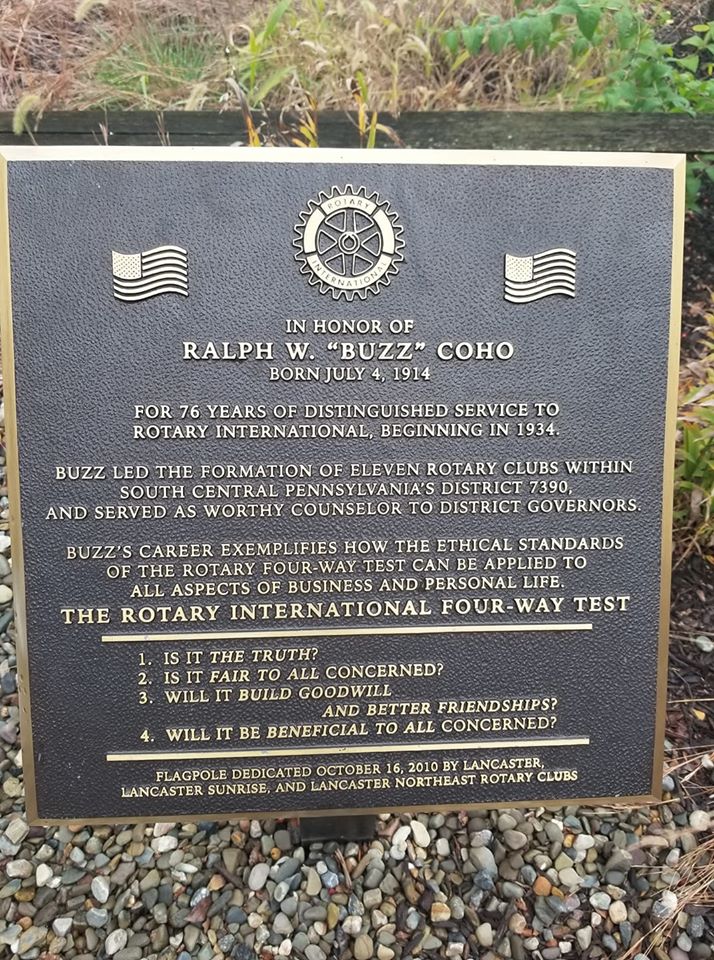 ROTARY
INTERNATIONAL
IN HONOR OF
RALPH W. "BUZZ" COHO
BORN JULY 4, 1914
FOR 76 YEARS OF DISTINGUISHED SERVICE TO
ROTARY INTERNATIONAL, BEGINNING IN 1934.
BUZZ LED THE FORMATION OF ELEVEN ROTARY CLUBS WITHIN
SOUTH CENTRAL PENNSYLVANIA'S DISTRICT 7390,
AND SERVED AS WORTHY COUNSELOR TO DISTRICT GOVERNORS.
BUZZ'S CAREER EXEMPLIFIES HOW THE ETHICAL STANDARDS
OF THE ROTARY FOUR-WAY TEST CAN BE APPLIED TO
ALL ASPECTS OF BUSINESS AND PERSONAL LIFE.
THE ROTARY INTERNATIONAL FOUR-WAY TEST
1. IS IT THE TRUTH?
2. IS IT FAIR TO ALL CONCERNED?
3. WILL IT BUILD GOODWILL
AND BETTER FRIENDSHIPS?
4. WILL IT BE BENEFICIAL TO ALL CONCERNED?
FLAGPOLE DEDICATED OCTOBER 16, 2010 BY LANCASTER,
LANCASTER SUNRISE, AND LANCASTER NORTHEAST ROTARY CLUBS